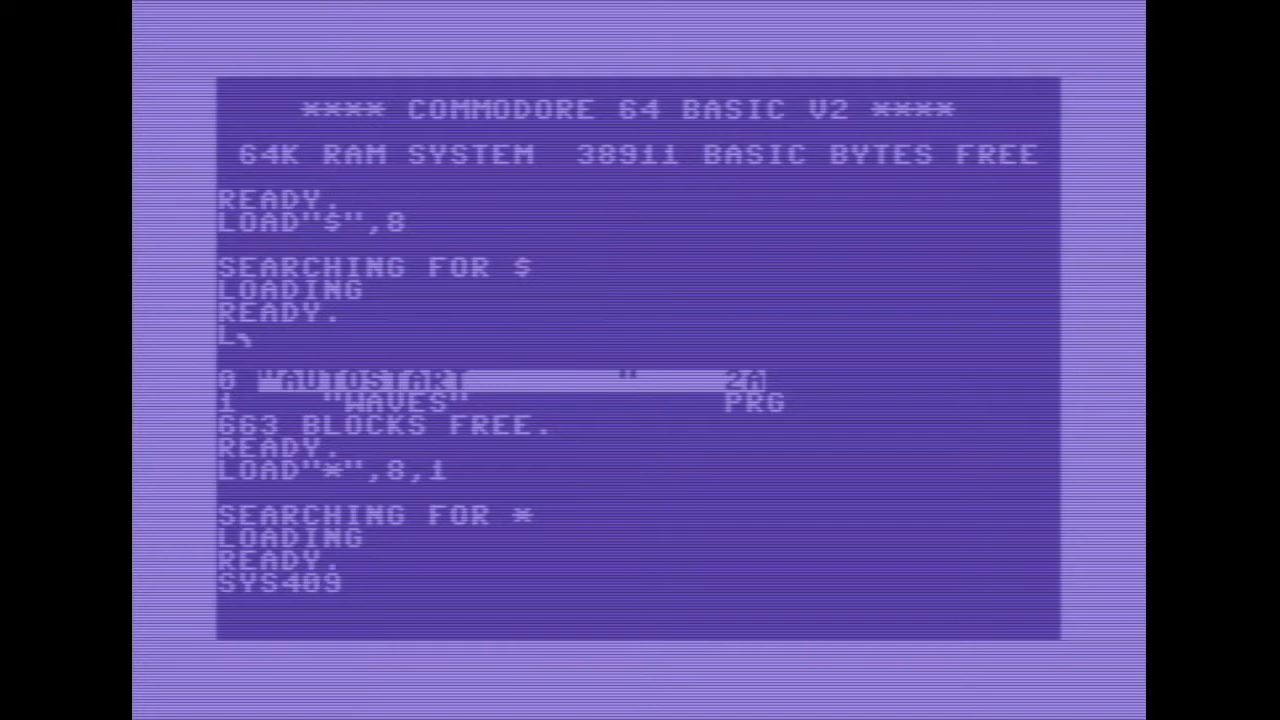 **** COMMODORE 64 BASIC V2 ****
64K RAM SYSTEM 38911 BASIC BYTES FREE
READY.
LOAD"$",8
SEARCHING FOR $
LOADING
READY.
L╮
0 "AUTOSTART       " 2A
1 "WAVES" PRG
663 BLOCKS FREE.
READY.
LOAD"*",8,1
SEARCHING FOR *
LOADING
READY.
SYS409